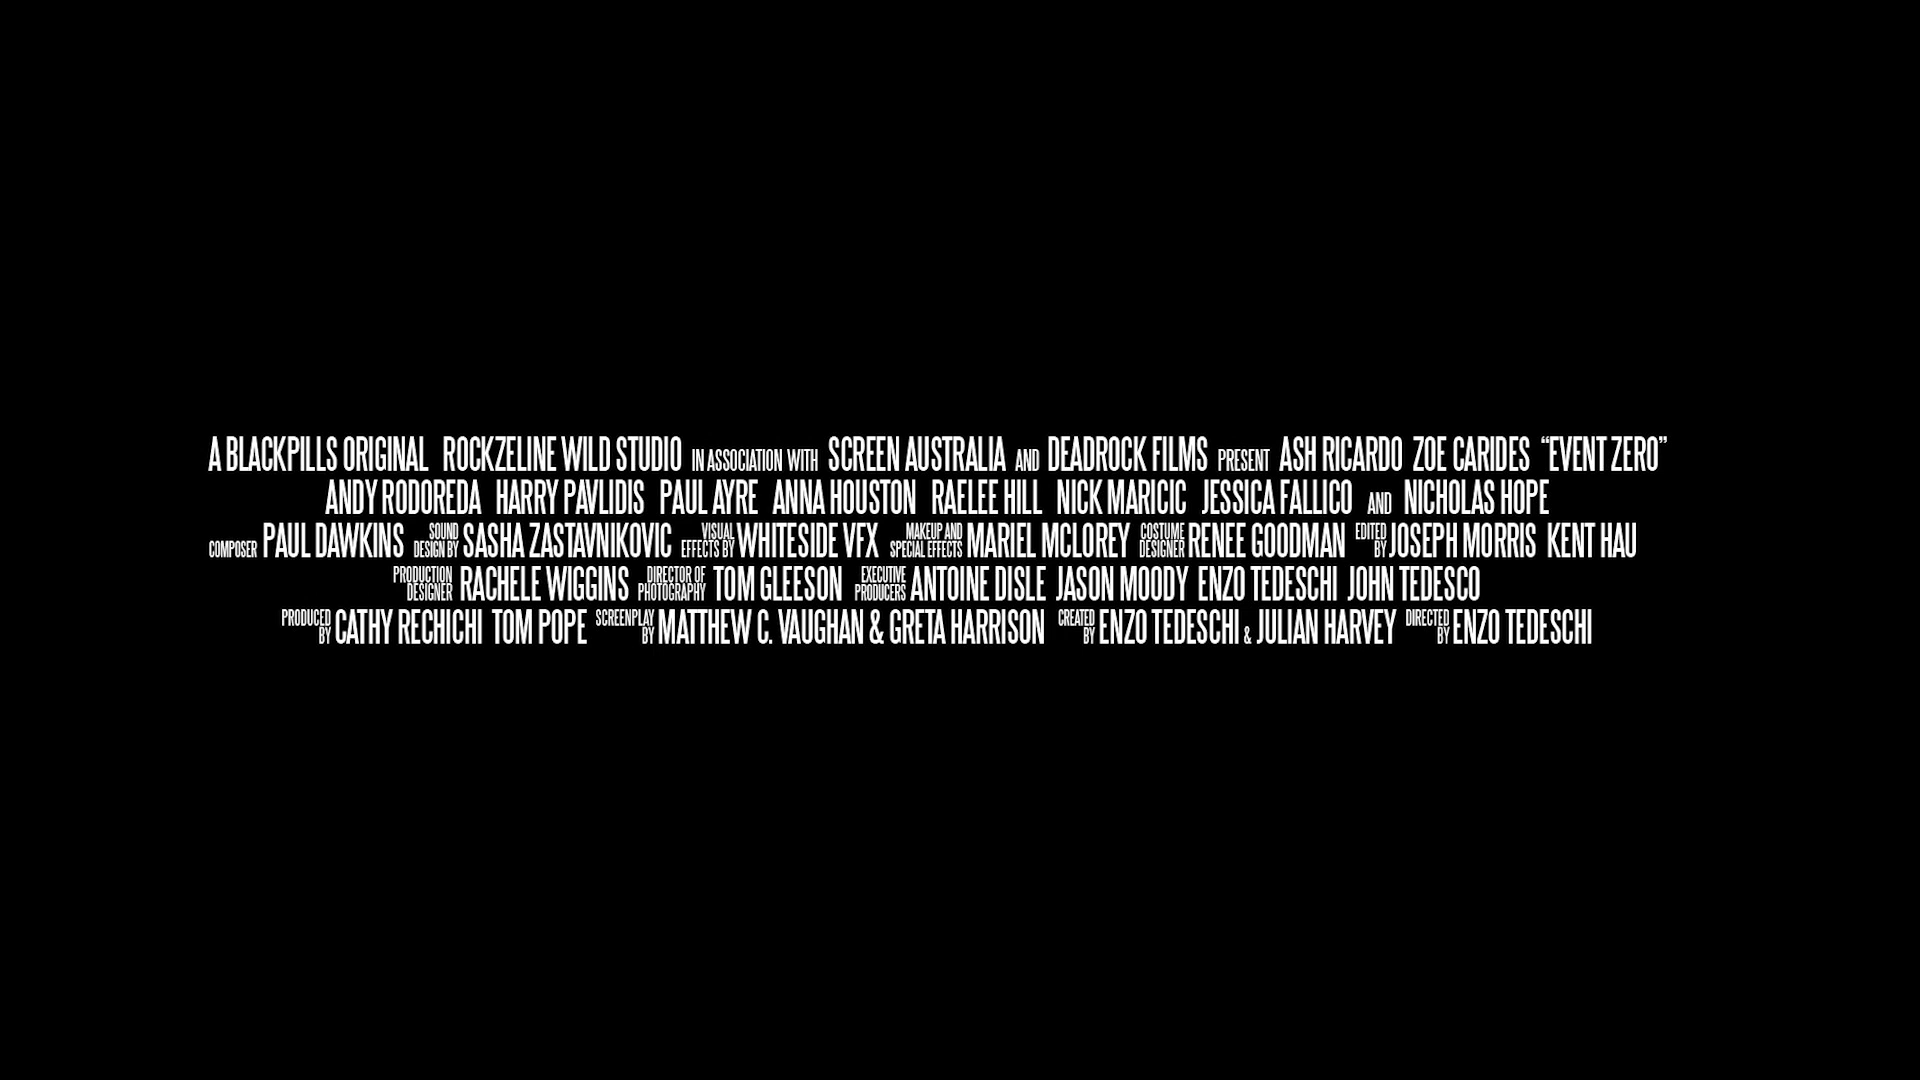 A BLACKPILLS ORIGINAL ROCKZELINE WILD STUDIO IN ASSOCIATION WITH SCREEN AUSTRALIA AND DEADROCK FILMS PRESENT ASH RICARDO ZOE CARIDES “EVENT ZERO”
ANDY RODOREDA HARRY PAVLIDIS PAUL AYRE ANNA HOUSTON RAELEE HILL NICK MARICIC JESSICA FALLICO AND NICHOLAS HOPE
COMPOSER PAUL DAWKINS SOUND DESIGN BY SASHA ZASTAVNIKOVIC VISUAL EFFECTS BY WHITESIDE VFX MAKEUP AND SPECIAL EFFECTS MARIEL MCLOREY COSTUME DESIGNER RENEE GOODMAN EDITED BY JOSEPH MORRIS KENT HAU
PRODUCTION DESIGNER RACHELE WIGGINS DIRECTOR OF PHOTOGRAPHY TOM GLEESON EXECUTIVE PRODUCERS ANTOINE DISLE JASON MOODY ENZO TEDESCHI JOHN TEDESCO
PRODUCED BY CATHY RECHICHI TOM POPE SCREENPLAY BY MATTHEW C. VAUGHAN & GRETA HARRISON CREATED BY ENZO TEDESCHI & JULIAN HARVEY DIRECTED BY ENZO TEDESCHI